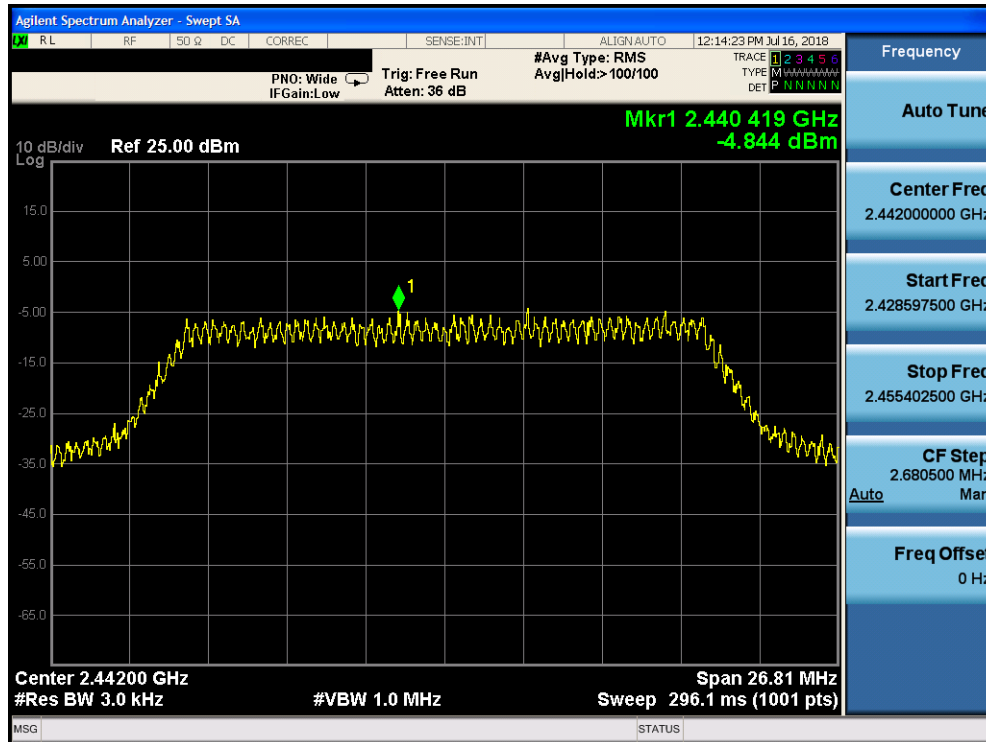 Agilent Spectrum Analyzer - Swept SA
LXI RL RF 50 Ω DC CORREC SENSE:INT ALIGN AUTO 12:14:23 PM Jul 16, 2018
PNO: Wide Trig: Free Run #Avg Type: RMS TRACE 1 2 3 4 5 6
IFGain:Low Atten: 36 dB Avg|Hold:>100/100 TYPE M
DET P N N N N N
Mkr1 2.440 419 GHz
-4.844 dBm
10 dB/div Ref 25.00 dBm
Log
15.0
5.00
1
-5.00
-15.0
-25.0
-35.0
-45.0
-55.0
-65.0
Center 2.44200 GHz Span 26.81 MHz
#Res BW 3.0 kHz #VBW 1.0 MHz Sweep 296.1 ms (1001 pts)
MSG STATUS
Frequency
Auto Tune
Center Freq
2.442000000 GHz
Start Freq
2.428597500 GHz
Stop Freq
2.455402500 GHz
CF Step
2.680500 MHz
Auto Man
Freq Offset
0 Hz